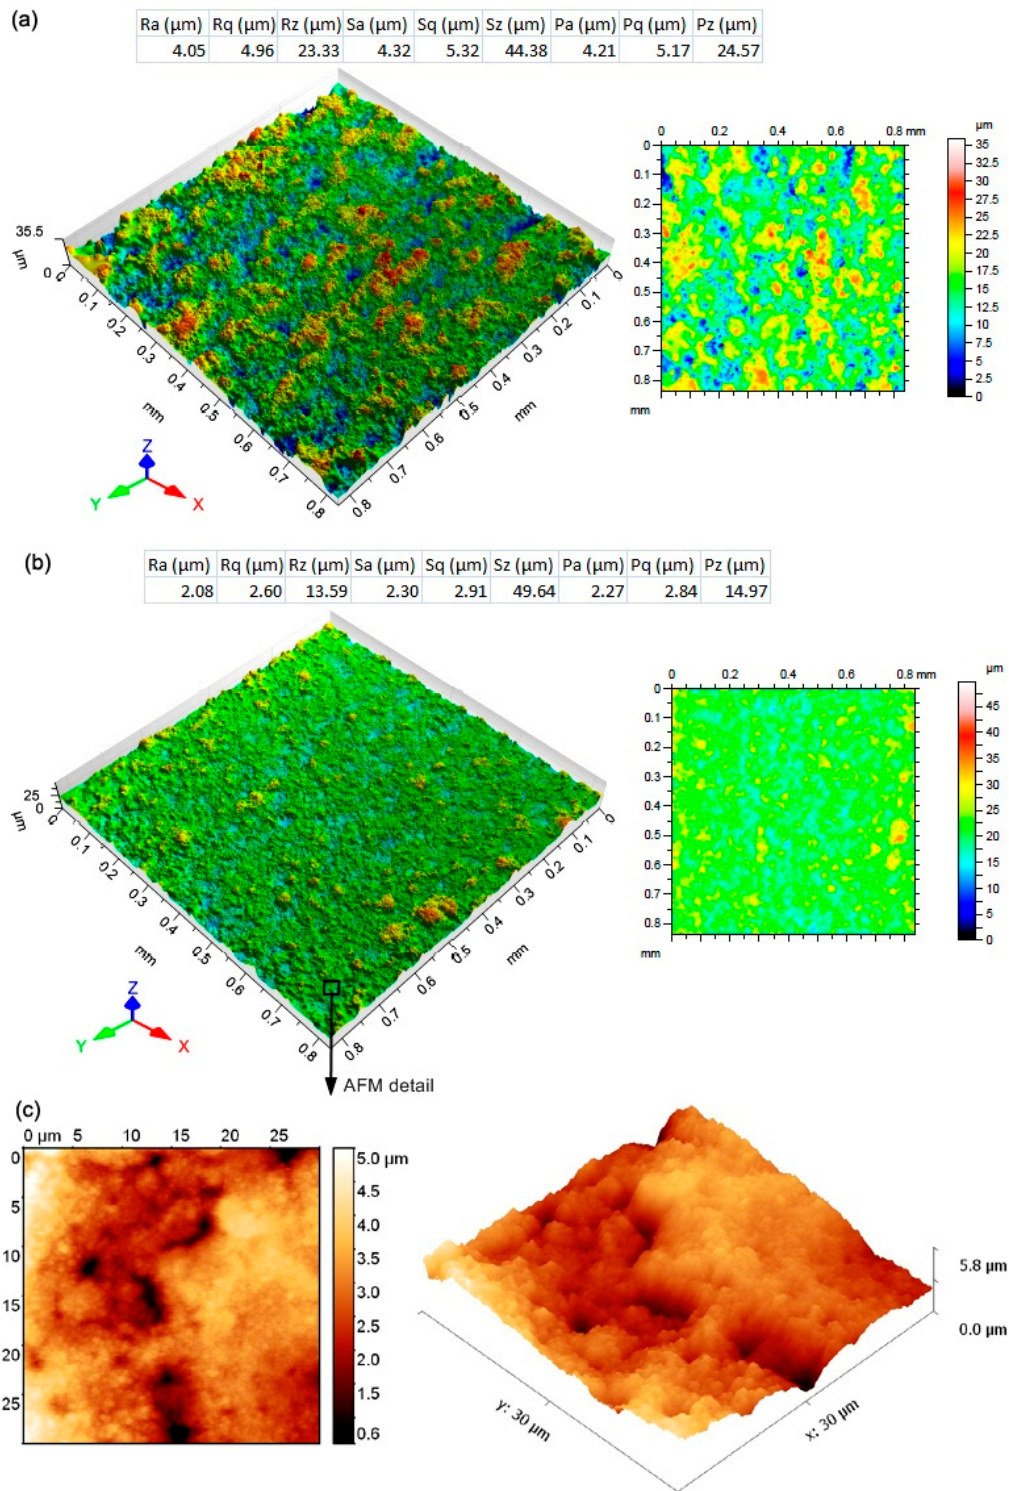 (a)
Ra (µm) Rq (µm) Rz (µm) Sa (µm) Sq (µm) Sz (µm) Pa (µm) Pq (µm) Pz (µm)
4.05 4.96 23.33 4.32 5.32 44.38 4.21 5.17 24.57
35.5
µm
0
0 0.1 0.2 0.3 0.4 0.5 0.6 0.7 0.8
mm
0 0.1 0.2 0.3 0.4 0.5 0.6 0.7 0.8
mm
Z
Y
X
0 0.2 0.4 0.6 0.8 mm
0
0.1
0.2
0.3
0.4
0.5
0.6
0.7
0.8
mm
µm
35
32.5
30
27.5
25
22.5
20
17.5
15
12.5
10
7.5
5
2.5
0
(b)
Ra (µm) Rq (µm) Rz (µm) Sa (µm) Sq (µm) Sz (µm) Pa (µm) Pq (µm) Pz (µm)
2.08 2.60 13.59 2.30 2.91 49.64 2.27 2.84 14.97
25
0
µm
0 0.1 0.2 0.3 0.4 0.5 0.6 0.7 0.8
mm
0 0.1 0.2 0.3 0.4 0.5 0.6 0.7 0.8
mm
Z
Y
X
AFM detail
0 0.2 0.4 0.6 0.8 mm
0
0.1
0.2
0.3
0.4
0.5
0.6
0.7
0.8
mm
µm
45
40
35
30
25
20
15
10
5
0
(c)
0 µm 5 10 15 20 25
0
5
10
15
20
25
5.0 µm
4.5
4.0
3.5
3.0
2.5
2.0
1.5
0.6
5.8 µm
0.0 µm
y: 30 µm
x: 30 µm